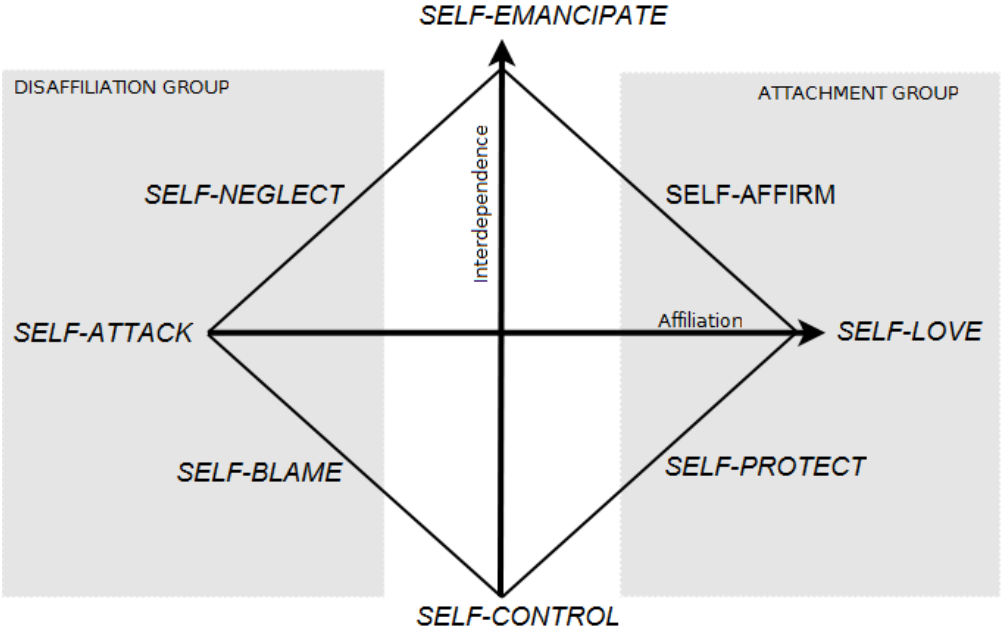 SELF-EMANCIPATE
DISAFFILIATION GROUP
ATTACHMENT GROUP
Interdependence
SELF-NEGLECT
SELF-AFFIRM
Affiliation
SELF-ATTACK
SELF-LOVE
SELF-BLAME
SELF-PROTECT
SELF-CONTROL